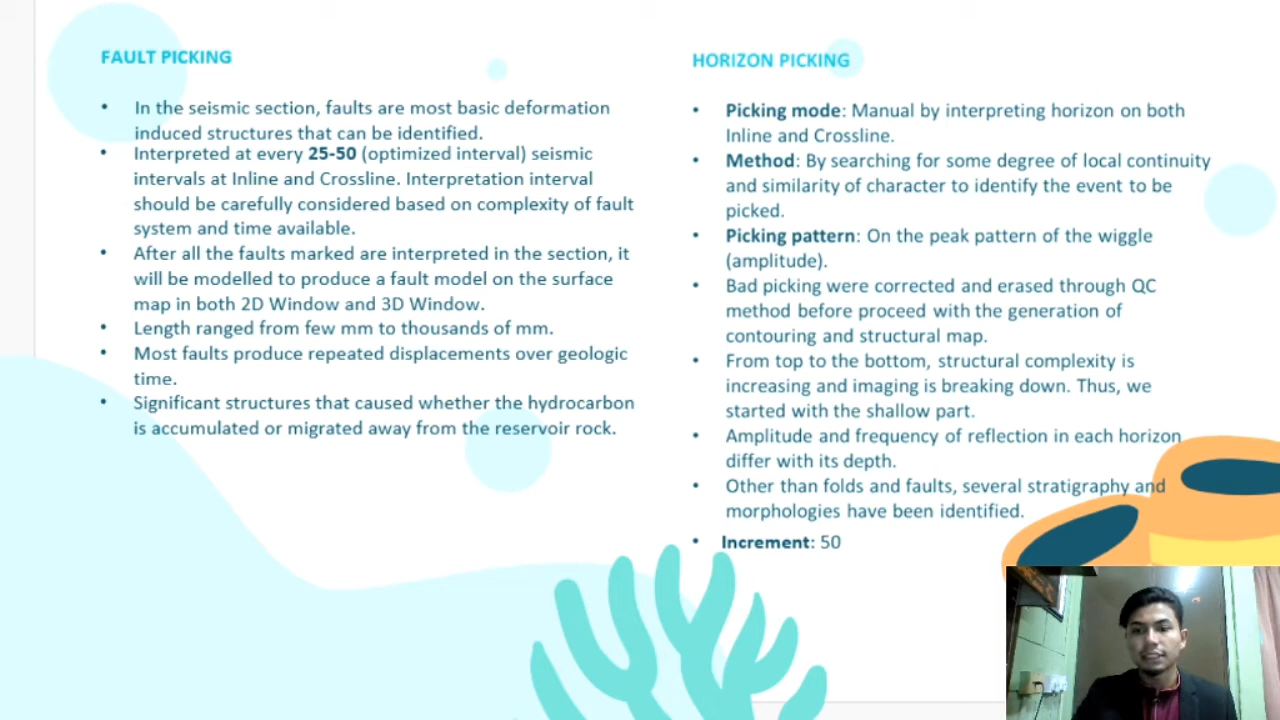 FAULT PICKING
• In the seismic section, faults are most basic deformation
induced structures that can be identified.
• Interpreted at every 25-50 (optimized interval) seismic
intervals at Inline and Crossline. Interpretation interval
should be carefully considered based on complexity of fault
system and time available.
• After all the faults marked are interpreted in the section, it
will be modelled to produce a fault model on the surface
map in both 2D Window and 3D Window.
• Length ranged from few mm to thousands of mm.
• Most faults produce repeated displacements over geologic
time.
• Significant structures that caused whether the hydrocarbon
is accumulated or migrated away from the reservoir rock.
HORIZON PICKING
• Picking mode: Manual by interpreting horizon on both
Inline and Crossline.
• Method: By searching for some degree of local continuity
and similarity of character to identify the event to be
picked.
• Picking pattern: On the peak pattern of the wiggle
(amplitude).
• Bad picking were corrected and erased through QC
method before proceed with the generation of
contouring and structural map.
• From top to the bottom, structural complexity is
increasing and imaging is breaking down. Thus, we
started with the shallow part.
• Amplitude and frequency of reflection in each horizon
differ with its depth.
• Other than folds and faults, several stratigraphy and
morphologies have been identified.
• Increment: 50